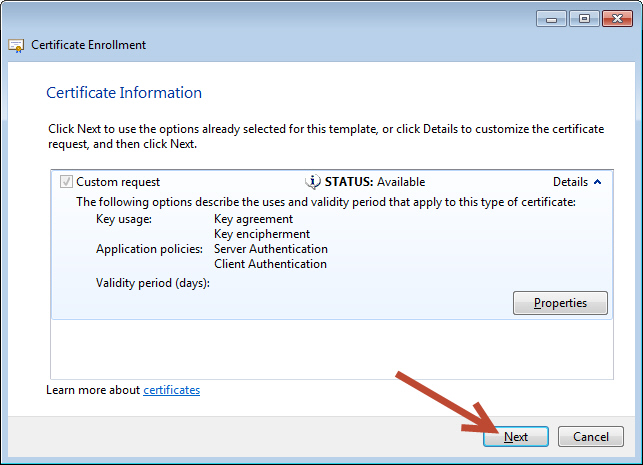 Certificate Enrollment
Certificate Information
Click Next to use the options already selected for this template, or click Details to customize the certificate
request, and then click Next.
Custom request STATUS: Available Details
The following options describe the uses and validity period that apply to this type of certificate:
Key usage: Key agreement
Key encipherment
Application policies: Server Authentication
Client Authentication
Validity period (days):
Properties
Learn more about certificates
Next Cancel